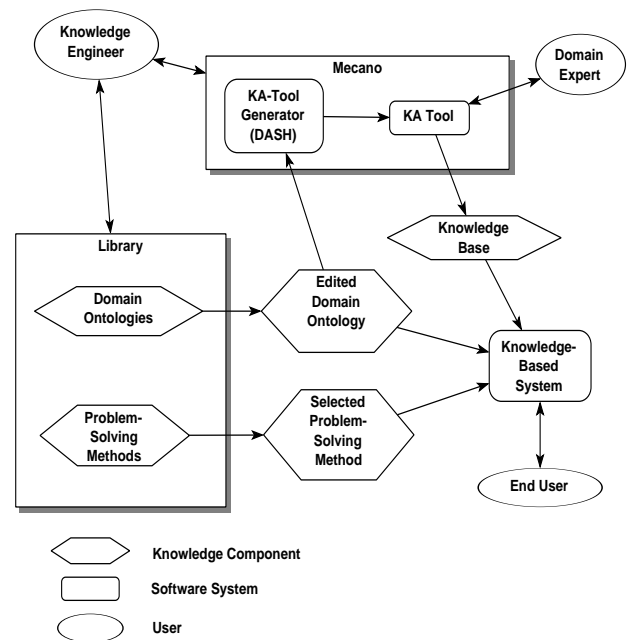 Knowledge
Engineer
Mecano
Domain
Expert
KA-Tool
Generator
(DASH)
KA Tool
Knowledge
Base
Library
Domain
Ontologies
Edited
Domain
Ontology
Knowledge-
Based
System
Problem-
Solving
Methods
Selected
Problem-
Solving
Method
End User
Knowledge Component
Software System
User